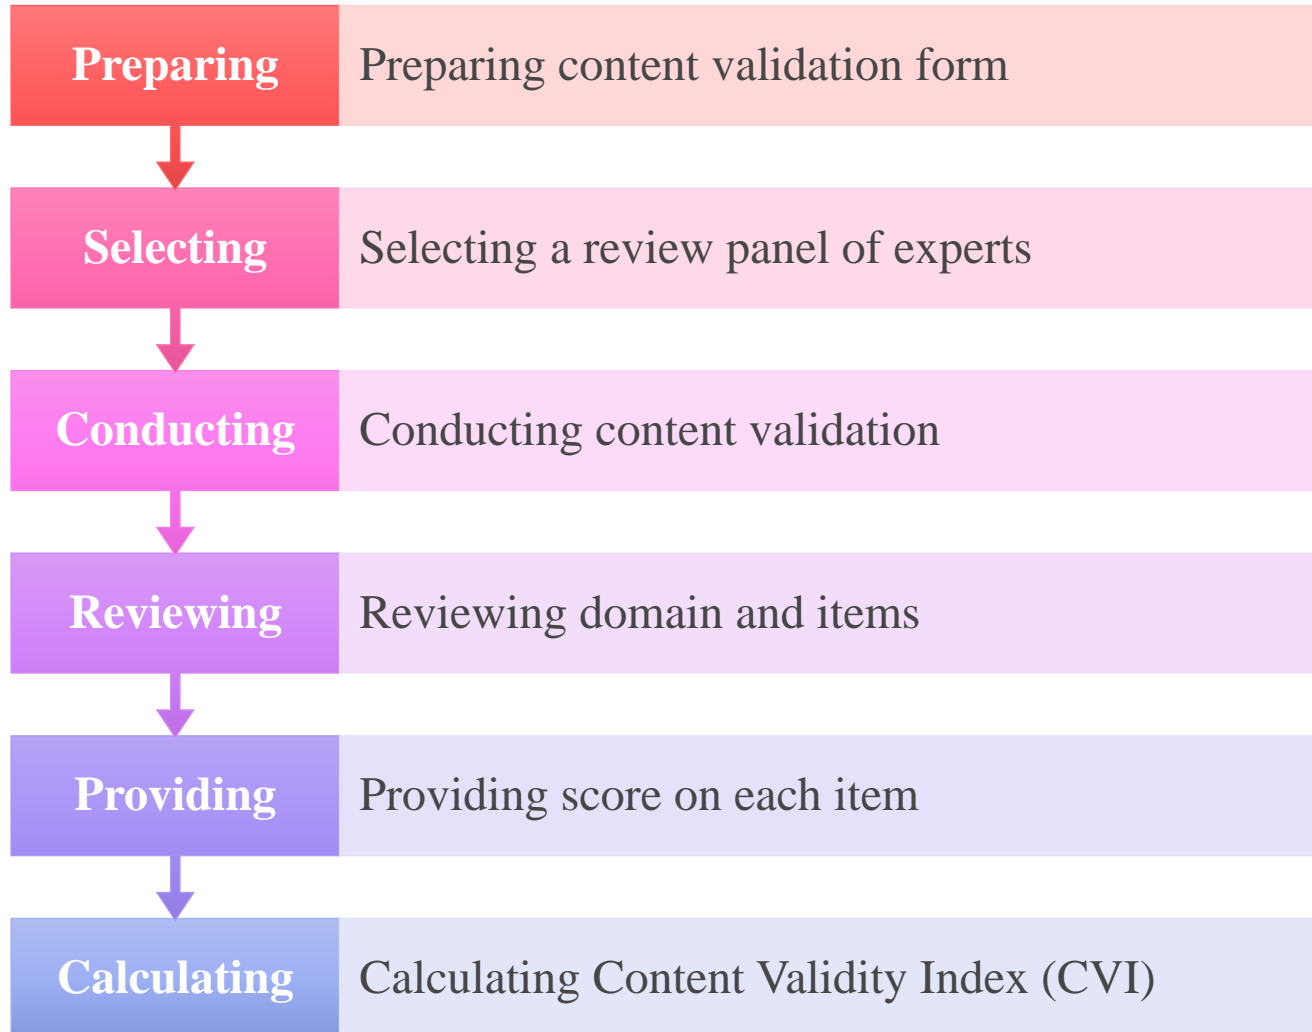 Preparing
Preparing content validation form
Selecting
Selecting a review panel of experts
Conducting
Conducting content validation
Reviewing
Reviewing domain and items
Providing
Providing score on each item
Calculating
Calculating Content Validity Index (CVI)